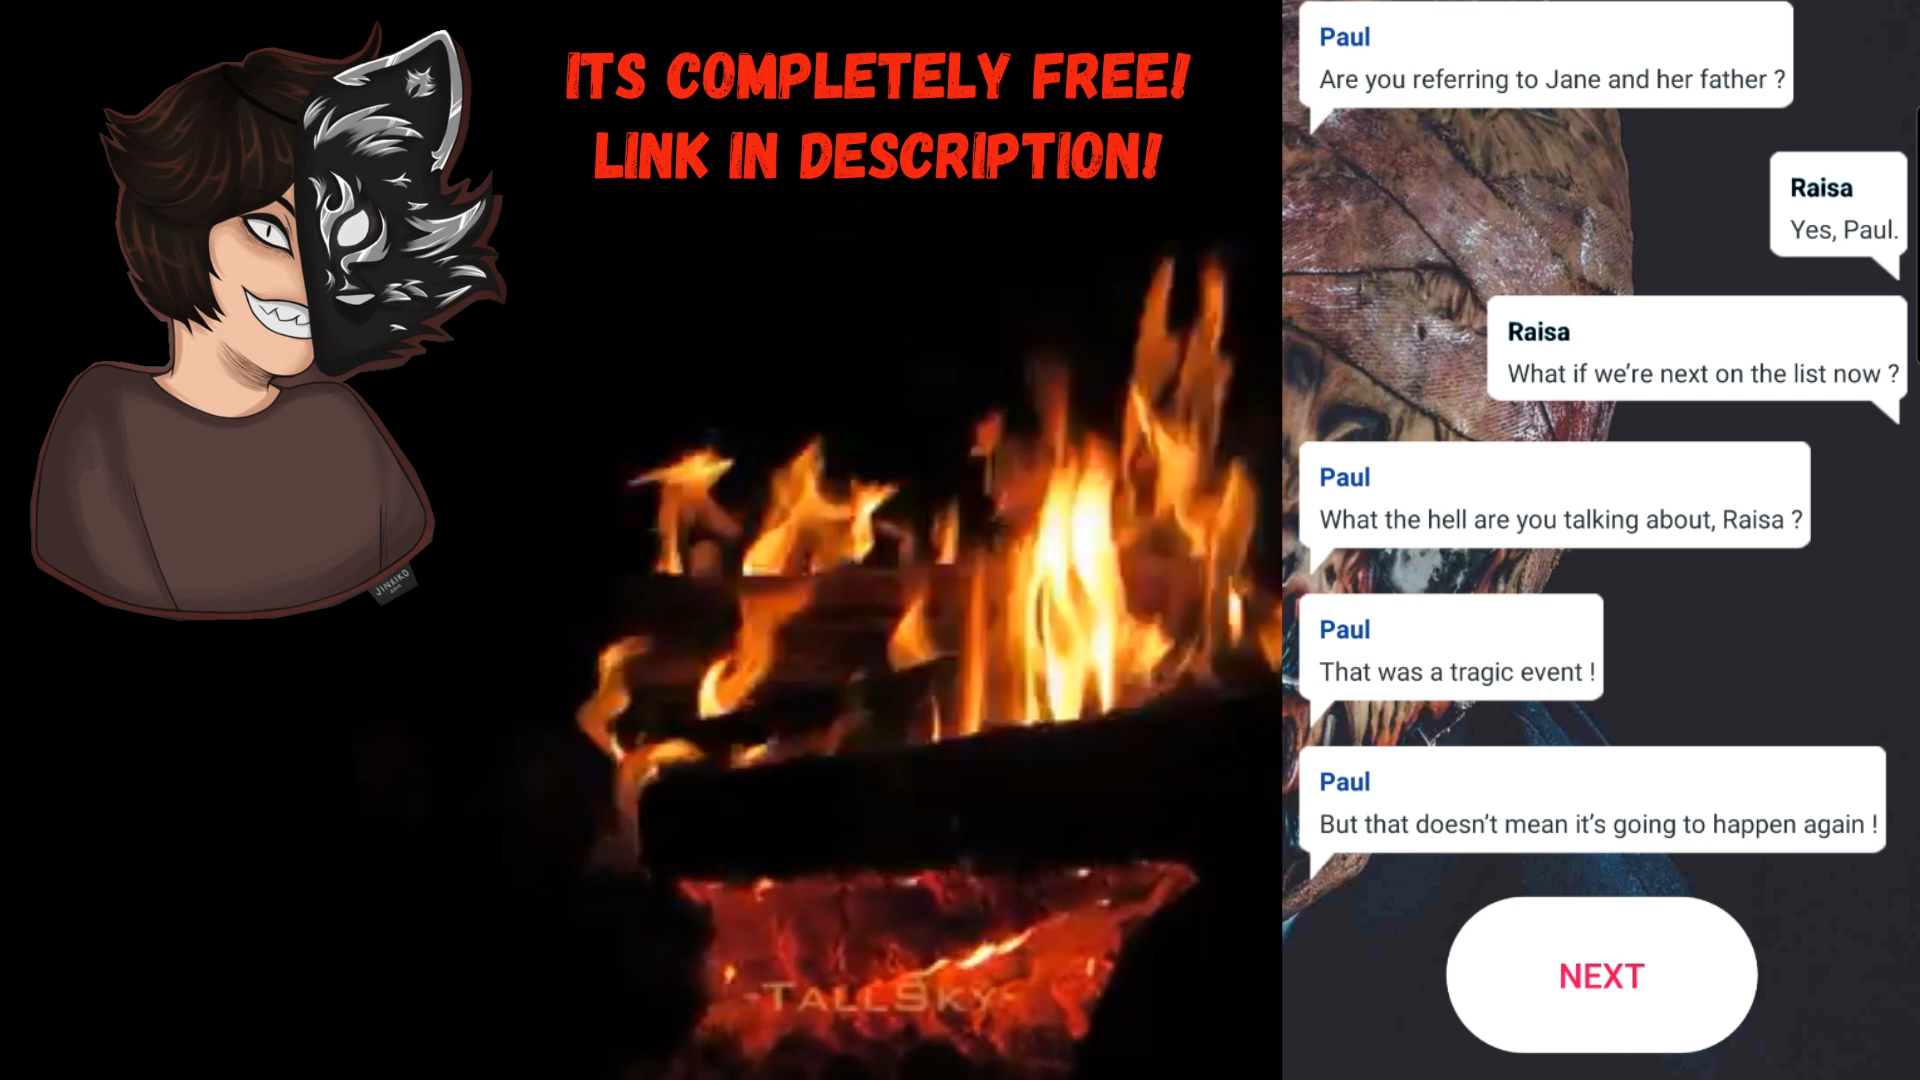 ITS COMPLETELY FREE!
LINK IN DESCRIPTION!
JINKIKO
-TALLSKY-
Paul
Are you referring to Jane and her father ?
Raisa
Yes, Paul.
Raisa
What if we’re next on the list now ?
Paul
What the hell are you talking about, Raisa ?
Paul
That was a tragic event !
Paul
But that doesn’t mean it’s going to happen again !
NEXT